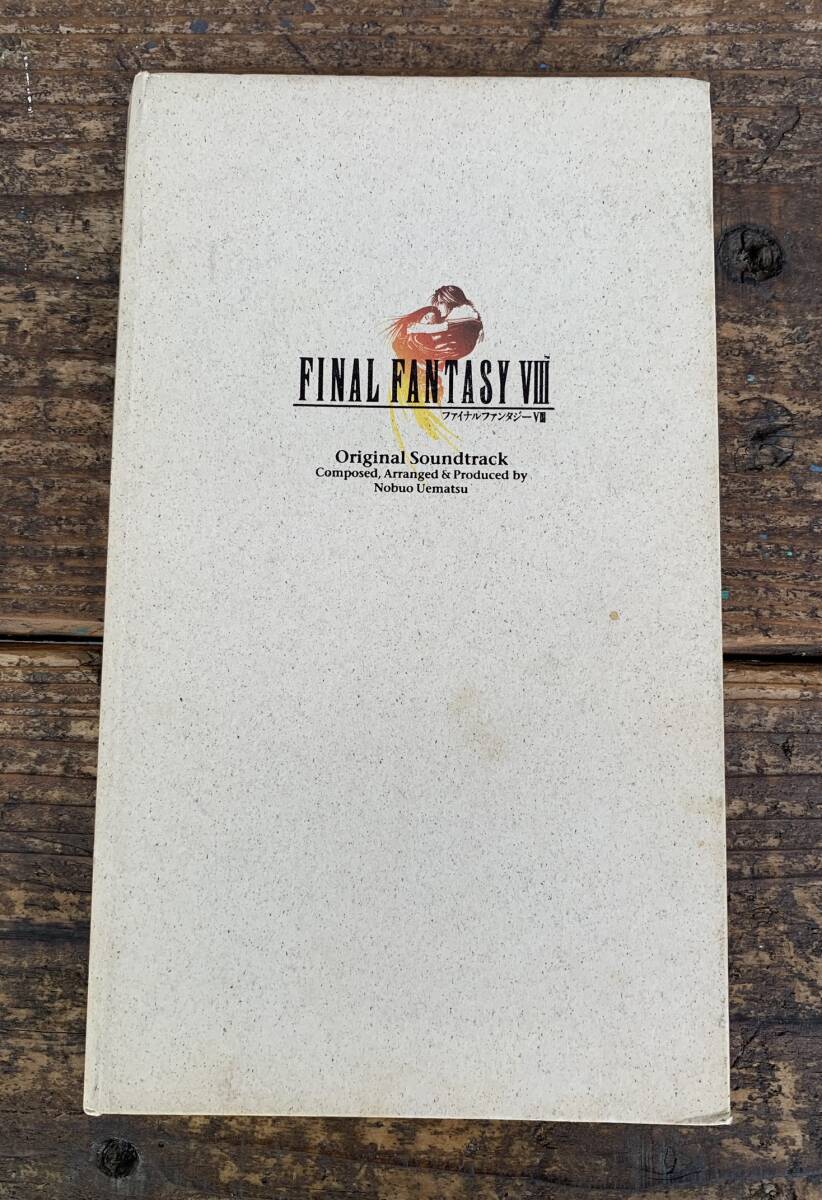 FINAL FANTASY VIII
ファイナルファンタジーVIII
Original Soundtrack
Composed, Arranged & Produced by
Nobuo Uematsu